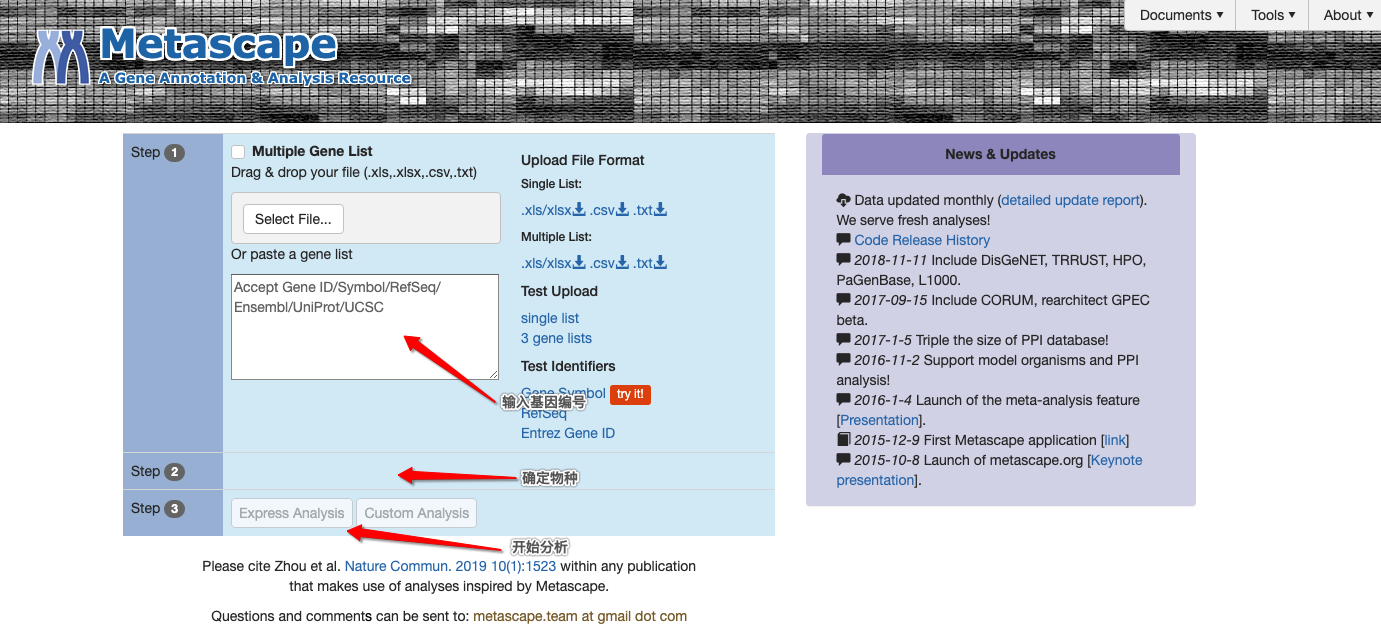 Documents ▾ Tools ▾ About ▾
Metascape
A Gene Annotation & Analysis Resource
Step 1
Multiple Gene List
Drag & drop your file (.xls,.xlsx,.csv,.txt)
Select File...
Or paste a gene list
Accept Gene ID/Symbol/RefSeq/
Ensembl/UniProt/UCSC
Upload File Format
Single List:
.xls/xlsx .csv .txt
Multiple List:
.xls/xlsx .csv .txt
Test Upload
single list
3 gene lists
Test Identifiers
Gene Symbol try it!
输入基因编号
RefSeq
Entrez Gene ID
Step 2
确定物种
Step 3
Express Analysis Custom Analysis
开始分析
Please cite Zhou et al. Nature Commun. 2019 10(1):1523 within any publication
that makes use of analyses inspired by Metascape.
Questions and comments can be sent to: metascape.team at gmail dot com
News & Updates
Data updated monthly (detailed update report).
We serve fresh analyses!
Code Release History
2018-11-11 Include DisGeNET, TRRUST, HPO,
PaGenBase, L1000.
2017-09-15 Include CORUM, rearchitect GPEC
beta.
2017-1-5 Triple the size of PPI database!
2016-11-2 Support model organisms and PPI
analysis!
2016-1-4 Launch of the meta-analysis feature
[Presentation].
2015-12-9 First Metascape application [link]
2015-10-8 Launch of metascape.org [Keynote
presentation].